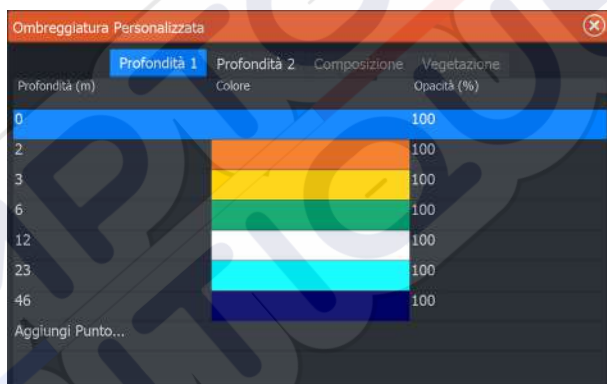 Ombreggiatura Personalizzata
Profondità 1 Profondità 2 Composizione Vegetazione
Profondità (m) Colore Opacità (%)
0 100
2 100
3 100
6 100
12 100
23 100
46 100
Aggiungi Punto...